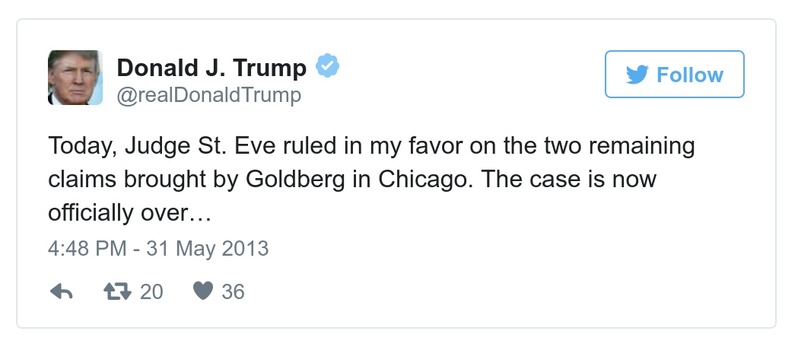 Donald J. Trump
@realDonaldTrump
Follow
Today, Judge St. Eve ruled in my favor on the two remaining
claims brought by Goldberg in Chicago. The case is now
officially over…
4:48 PM - 31 May 2013
20 36